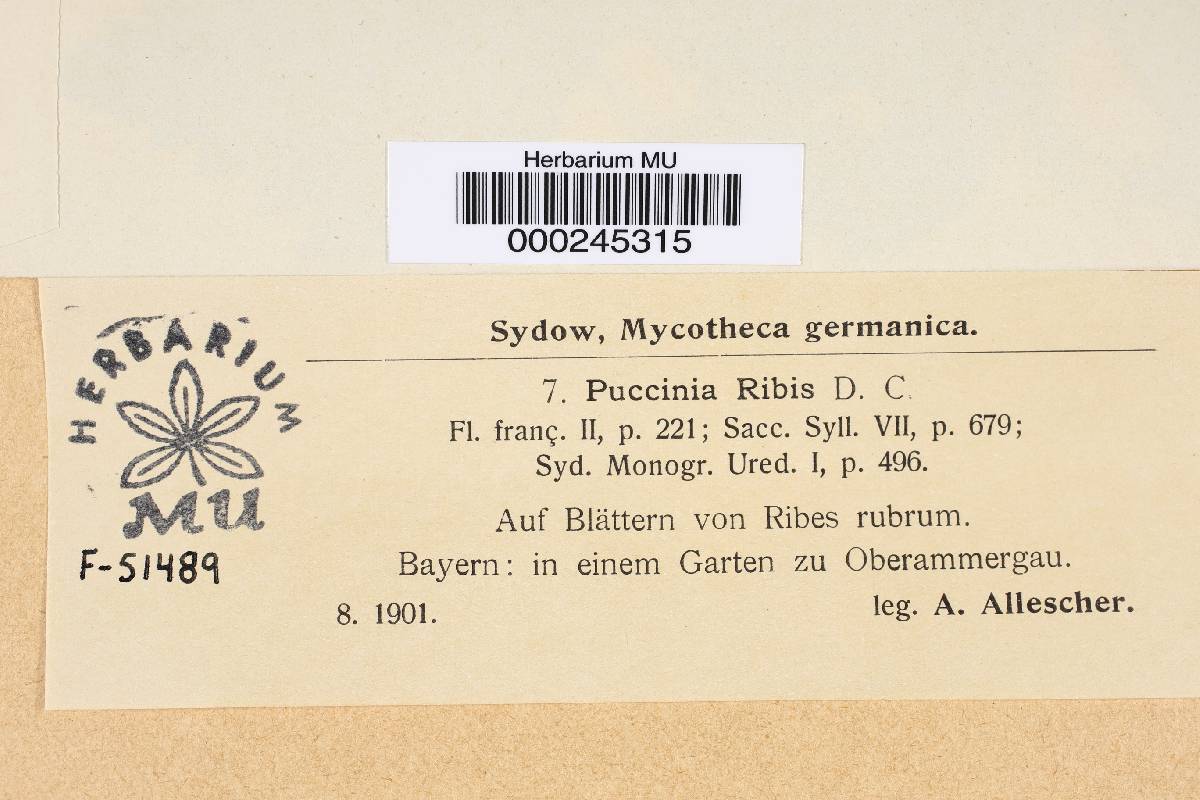 Herbarium MU
000245315
HERBARIUM
MU
F-51489
Sydow, Mycotheca germanica.
7. Puccinia Ribis D. C.
Fl. franç. II, p. 221; Sacc. Syll. VII, p. 679;
Syd. Monogr. Ured. I, p. 496.
Auf Blättern von Ribes rubrum.
Bayern: in einem Garten zu Oberammergau.
8. 1901. leg. A. Allescher.